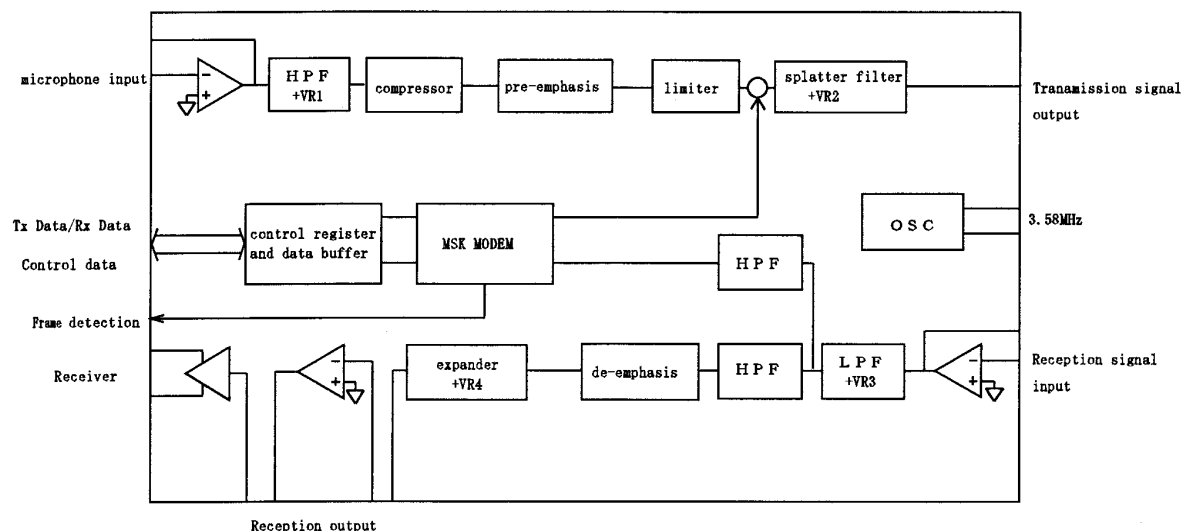 microphone input
－
＋
HPF
+VR1
compressor
pre-emphasis
limiter
splatter filter
+VR2
Tranamission signal
output
Tx Data/Rx Data
Control data
control register
and data buffer
MSK MODEM
HPF
OSC
3.58MHz
Frame detection
Receiver
－
＋
expander
+VR4
de-emphasis
HPF
LPF
+VR3
－
＋
Reception signal
input
Reception output